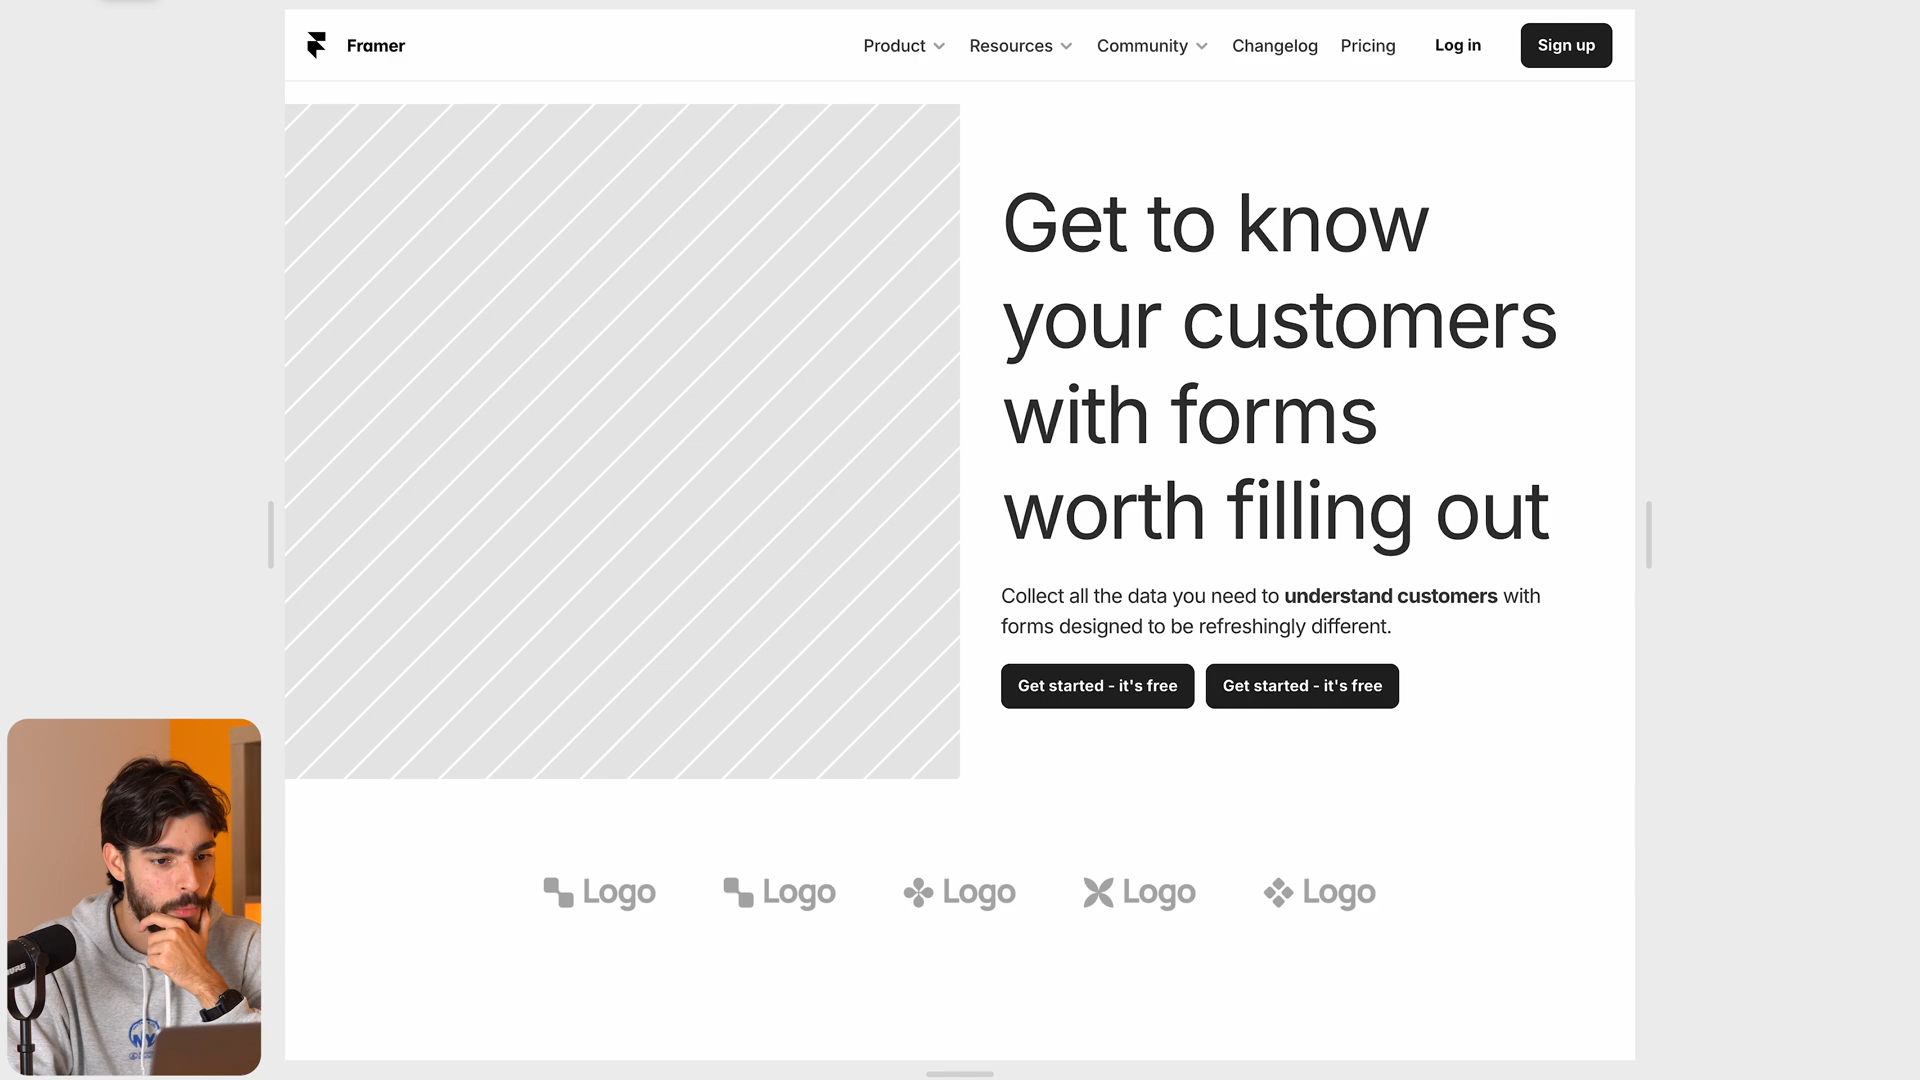 Framer
Product
Resources
Community
Changelog
Pricing
Log in
Sign up
Get to know
your customers
with forms
worth filling out
Collect all the data you need to understand customers with
forms designed to be refreshingly different.
Get started - it's free
Get started - it's free
Logo
Logo
Logo
Logo
Logo
NY